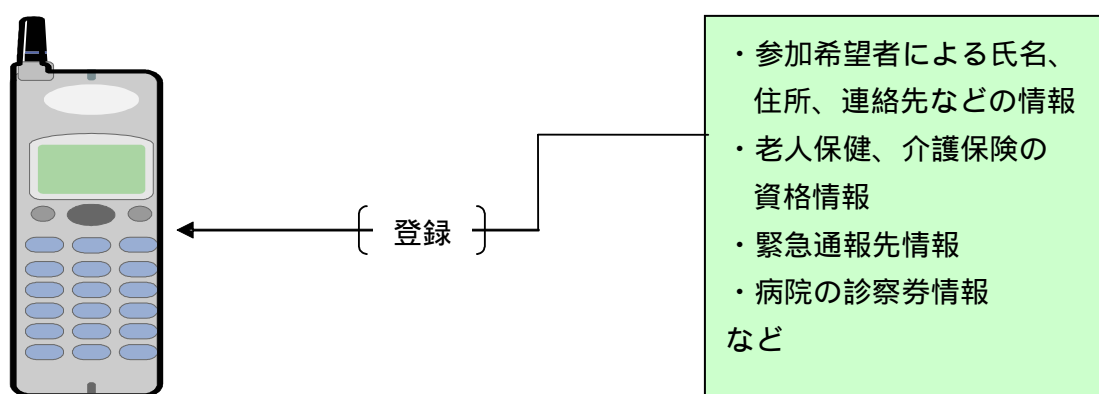 ・参加希望者による氏名、
住所、連絡先などの情報
・老人保健、介護保険の
資格情報
・緊急通報先情報
・病院の診察券情報
など
登録